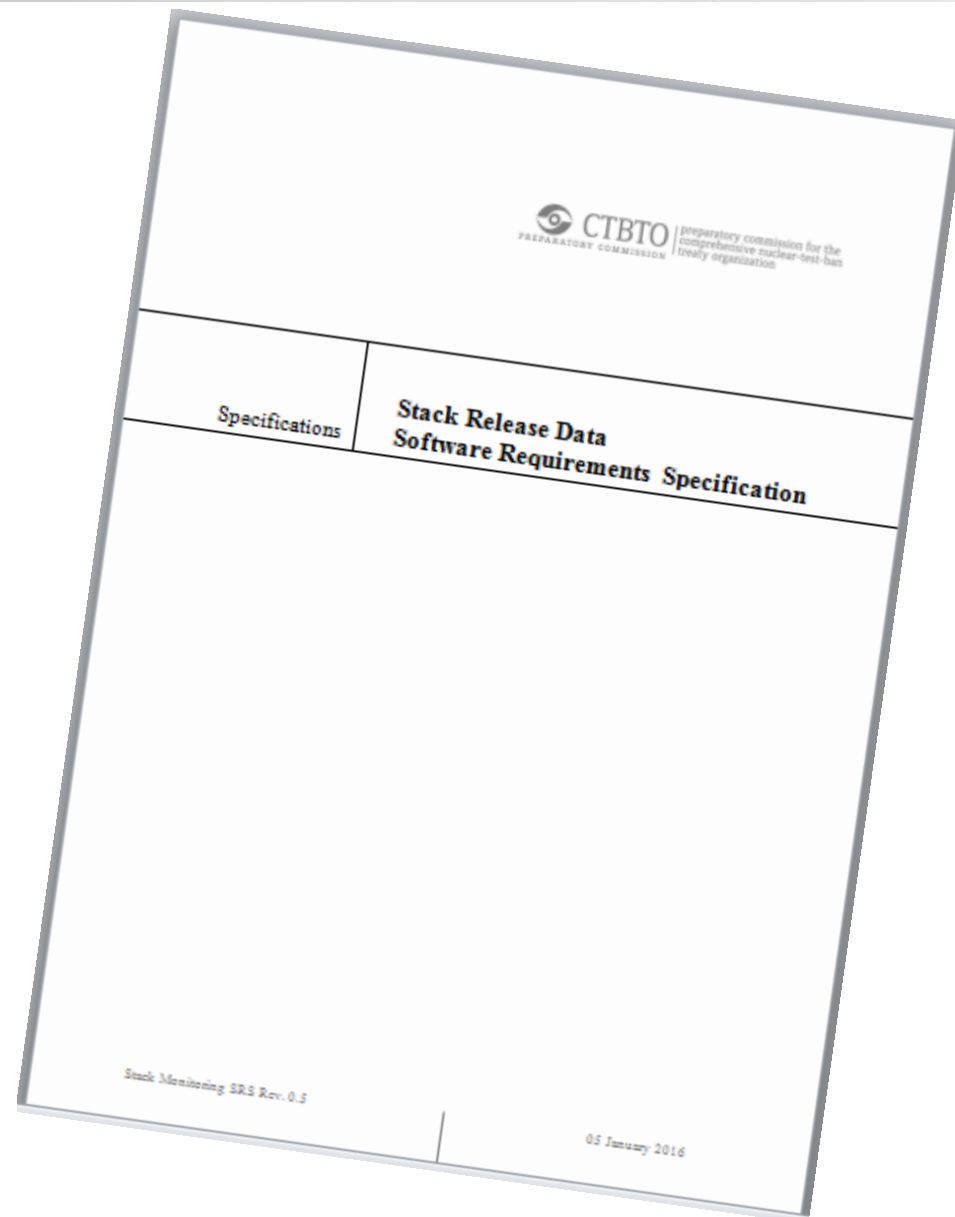 CTBTO
PREPARATORY COMMISSION
preparatory commission for the
comprehensive nuclear-test-ban
treaty organization
Specifications
Stack Release Data
Software Requirements Specification
Stack Monitoring SRS Rev. 0.5
05 January 2016